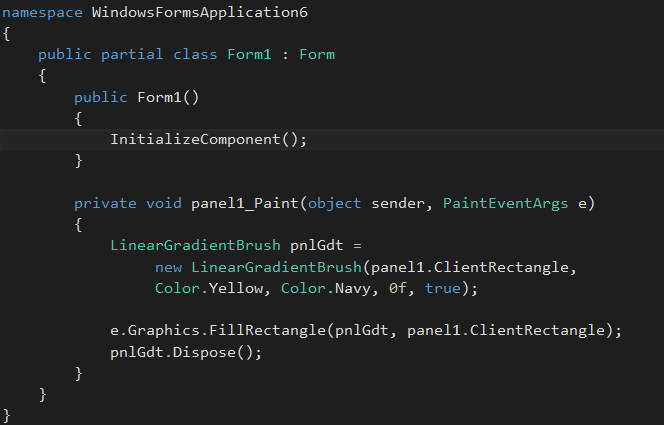 namespace WindowsFormsApplication6
{
    public partial class Form1 : Form
    {
        public Form1()
        {
            InitializeComponent();
        }

        private void panel1_Paint(object sender, PaintEventArgs e)
        {
            LinearGradientBrush pnlGdt =
                 new LinearGradientBrush(panel1.ClientRectangle,
                 Color.Yellow, Color.Navy, 0f, true);

            e.Graphics.FillRectangle(pnlGdt, panel1.ClientRectangle);
            pnlGdt.Dispose();
        }
    }
}